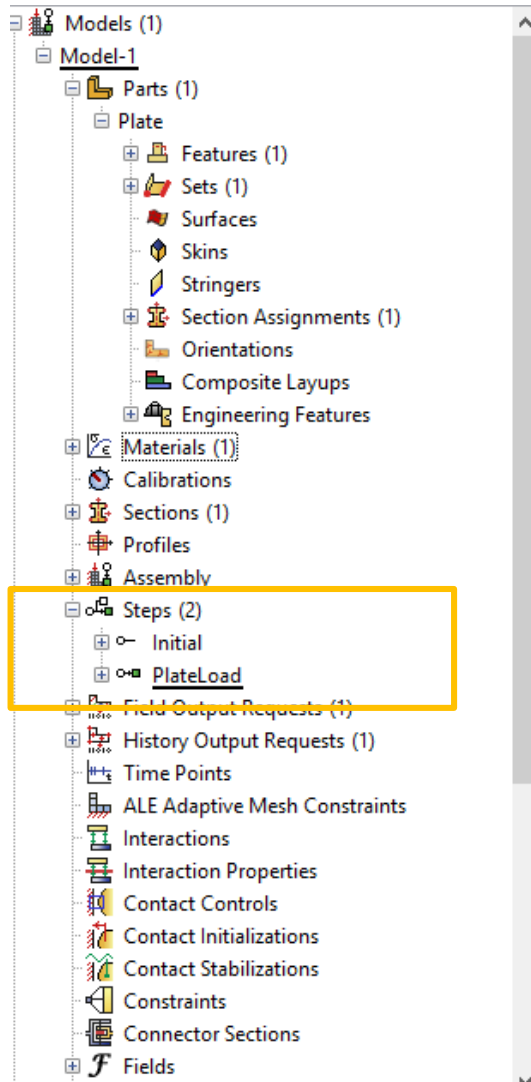 Models (1)
Model-1
Parts (1)
Plate
Features (1)
Sets (1)
Surfaces
Skins
Stringers
Section Assignments (1)
Orientations
Composite Layups
Engineering Features
Materials (1)
Calibrations
Sections (1)
Profiles
Assembly
Steps (2)
Initial
PlateLoad
Field Output Requests (1)
History Output Requests (1)
Time Points
ALE Adaptive Mesh Constraints
Interactions
Interaction Properties
Contact Controls
Contact Initializations
Contact Stabilizations
Constraints
Connector Sections
Fields